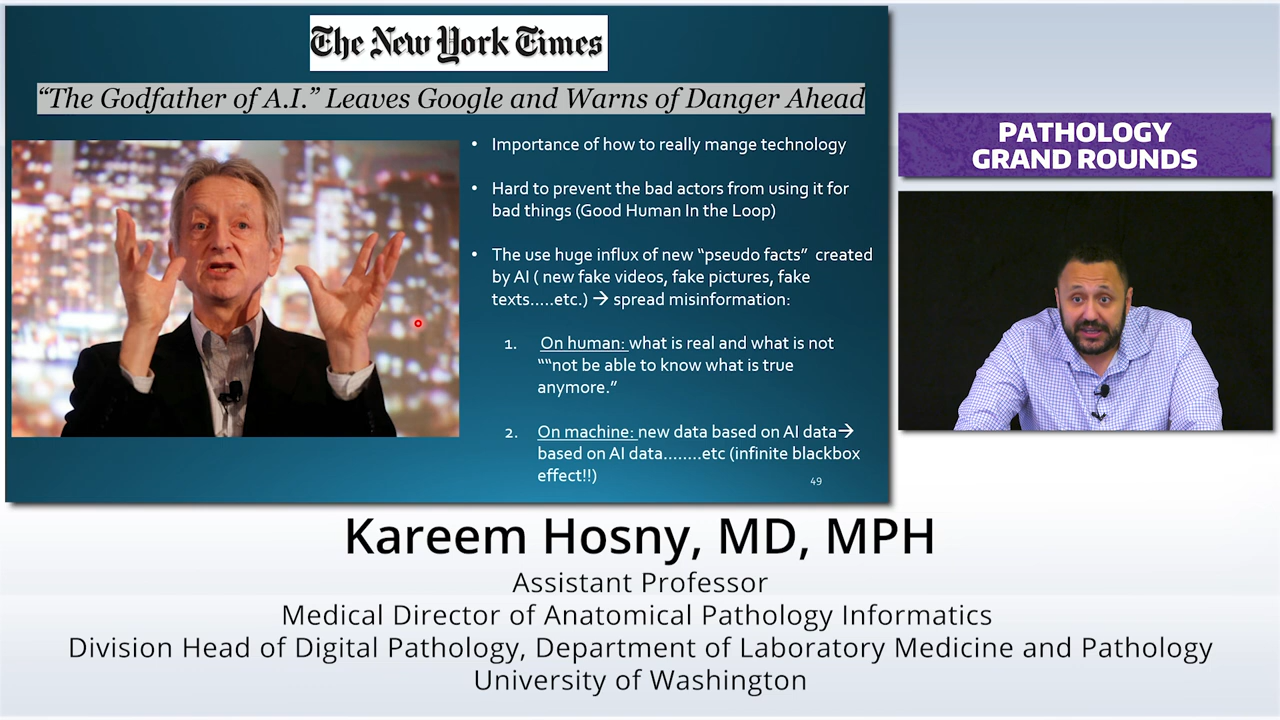 The New York Times
“The Godfather of A.I.” Leaves Google and Warns of Danger Ahead
• Importance of how to really mange technology
• Hard to prevent the bad actors from using it for
bad things (Good Human In the Loop)
• The use huge influx of new “pseudo facts” created
by AI ( new fake videos, fake pictures, fake
texts.....etc.) → spread misinformation:
1. On human: what is real and what is not
““not be able to know what is true
anymore.”
2. On machine: new data based on AI data→
based on AI data........etc (infinite blackbox
effect!!)
49
PATHOLOGY
GRAND ROUNDS
Kareem Hosny, MD, MPH
Assistant Professor
Medical Director of Anatomical Pathology Informatics
Division Head of Digital Pathology, Department of Laboratory Medicine and Pathology
University of Washington